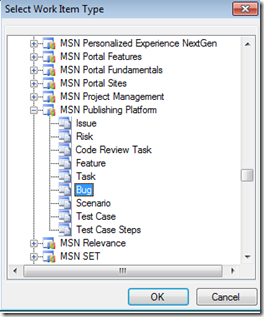 Select Work Item Type
MSN Personalized Experience NextGen
MSN Portal Features
MSN Portal Fundamentals
MSN Portal Sites
MSN Project Management
MSN Publishing Platform
Issue
Risk
Code Review Task
Feature
Task
Bug
Scenario
Test Case
Test Case Steps
MSN Relevance
MSN SET
OK
Cancel